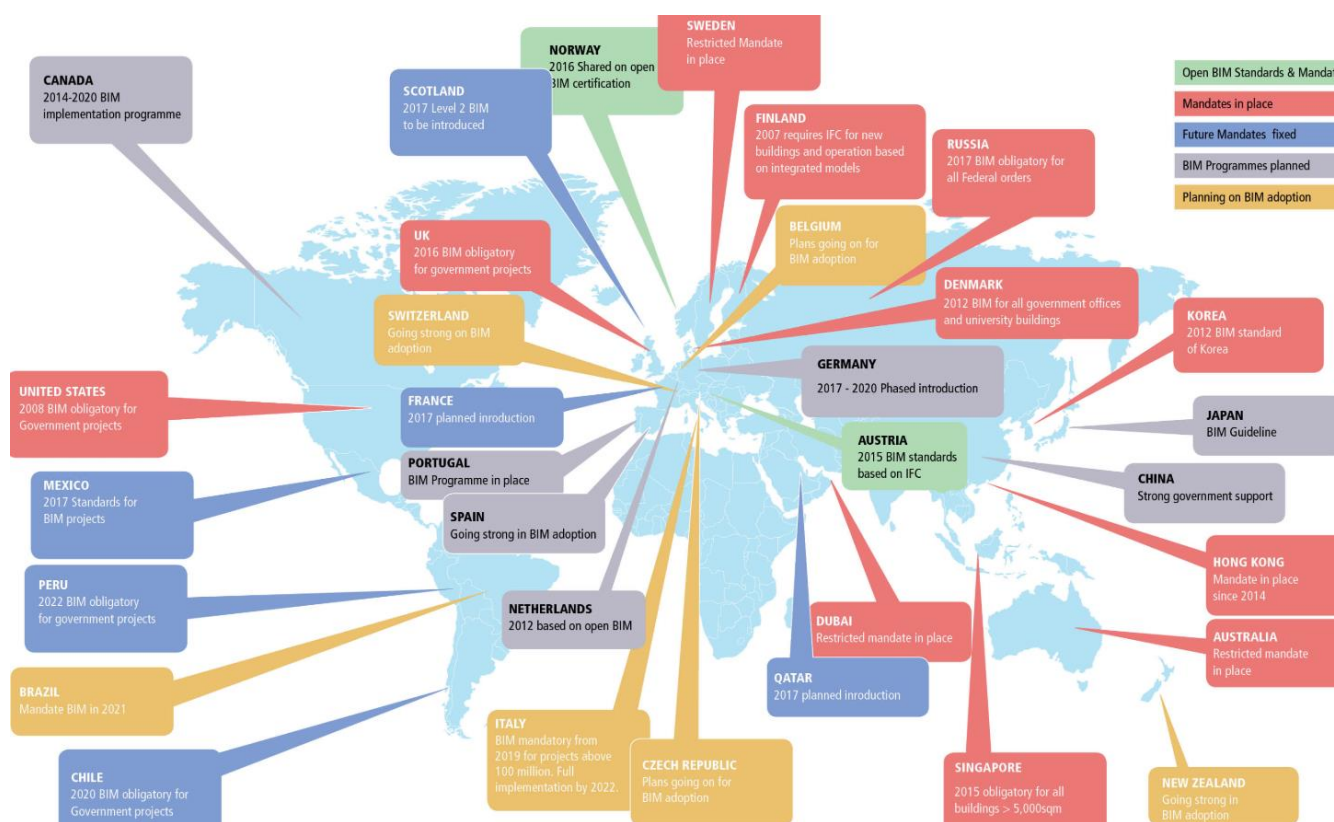 SWEDEN
Restricted Mandate
in place
NORWAY
2016 Shared on open
BIM certification
CANADA
2014-2020 BIM
implementation programme
SCOTLAND
2017 Level 2 BIM
to be introduced
FINLAND
2007 requires IFC for new
buildings and operation based
on integrated models
RUSSIA
2017 BIM obligatory for
all Federal orders
Open BIM Standards & Mandat
Mandates in place
Future Mandates fixed
BIM Programmes planned
Planning on BIM adoption
UK
2016 BIM obligatory
for government projects
BELGIUM
Plans going on for
BIM adoption
SWITZERLAND
Going strong on BIM
adoption
DENMARK
2012 BIM for all government offices
and university buildings
KOREA
2012 BIM standard
of Korea
GERMANY
2017 - 2020 Phased introduction
UNITED STATES
2008 BIM obligatory for
Government projects
FRANCE
2017 planned inroduction
JAPAN
BIM Guideline
AUSTRIA
2015 BIM standards
based on IFC
PORTUGAL
BIM Programme in place
CHINA
Strong government support
MEXICO
2017 Standards for
BIM projects
SPAIN
Going strong in BIM adoption
HONG KONG
Mandate in place
since 2014
PERU
2022 BIM obligatory
for government projects
NETHERLANDS
2012 based on open BIM
DUBAI
Restricted mandate in place
AUSTRALIA
Restricted mandate
in place
QATAR
2017 planned inroduction
BRAZIL
Mandate BIM in 2021
ITALY
BIM mandatory from
2019 for projects above
100 million. Full
implementation by 2022.
CZECH REPUBLIC
Plans going on for
BIM adoption
SINGAPORE
2015 obligatory for all
buildings > 5,000sqm
CHILE
2020 BIM obligatory for
Government projects
NEW ZEALAND
Going strong in
BIM adoption